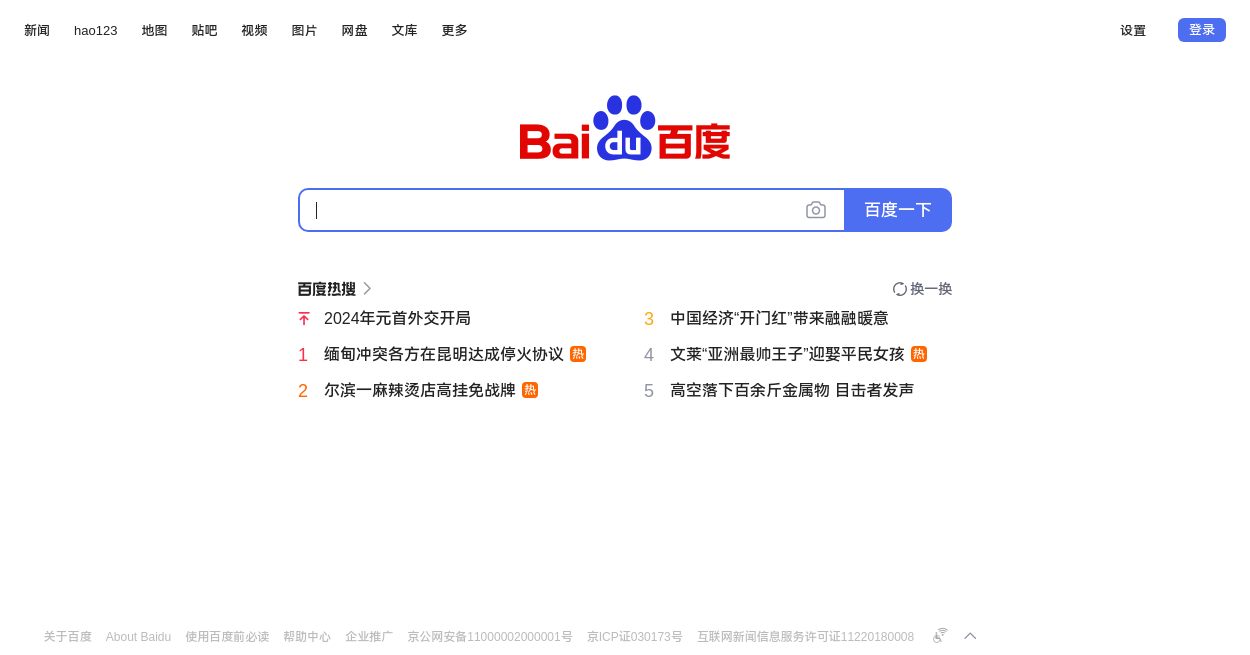 新闻 hao123 地图 贴吧 视频 图片 网盘 文库 更多 设置 登录
Bai du 百度
百度一下
百度热搜 换一换
2024年元首外交开局
3 中国经济“开门红”带来融融暖意
1 缅甸冲突各方在昆明达成停火协议 热
4 文莱“亚洲最帅王子”迎娶平民女孩 热
2 尔滨一麻辣烫店高挂免战牌 热
5 高空落下百余斤金属物 目击者发声
关于百度 About Baidu 使用百度前必读 帮助中心 企业推广 京公网安备11000002000001号 京ICP证030173号 互联网新闻信息服务许可证11220180008